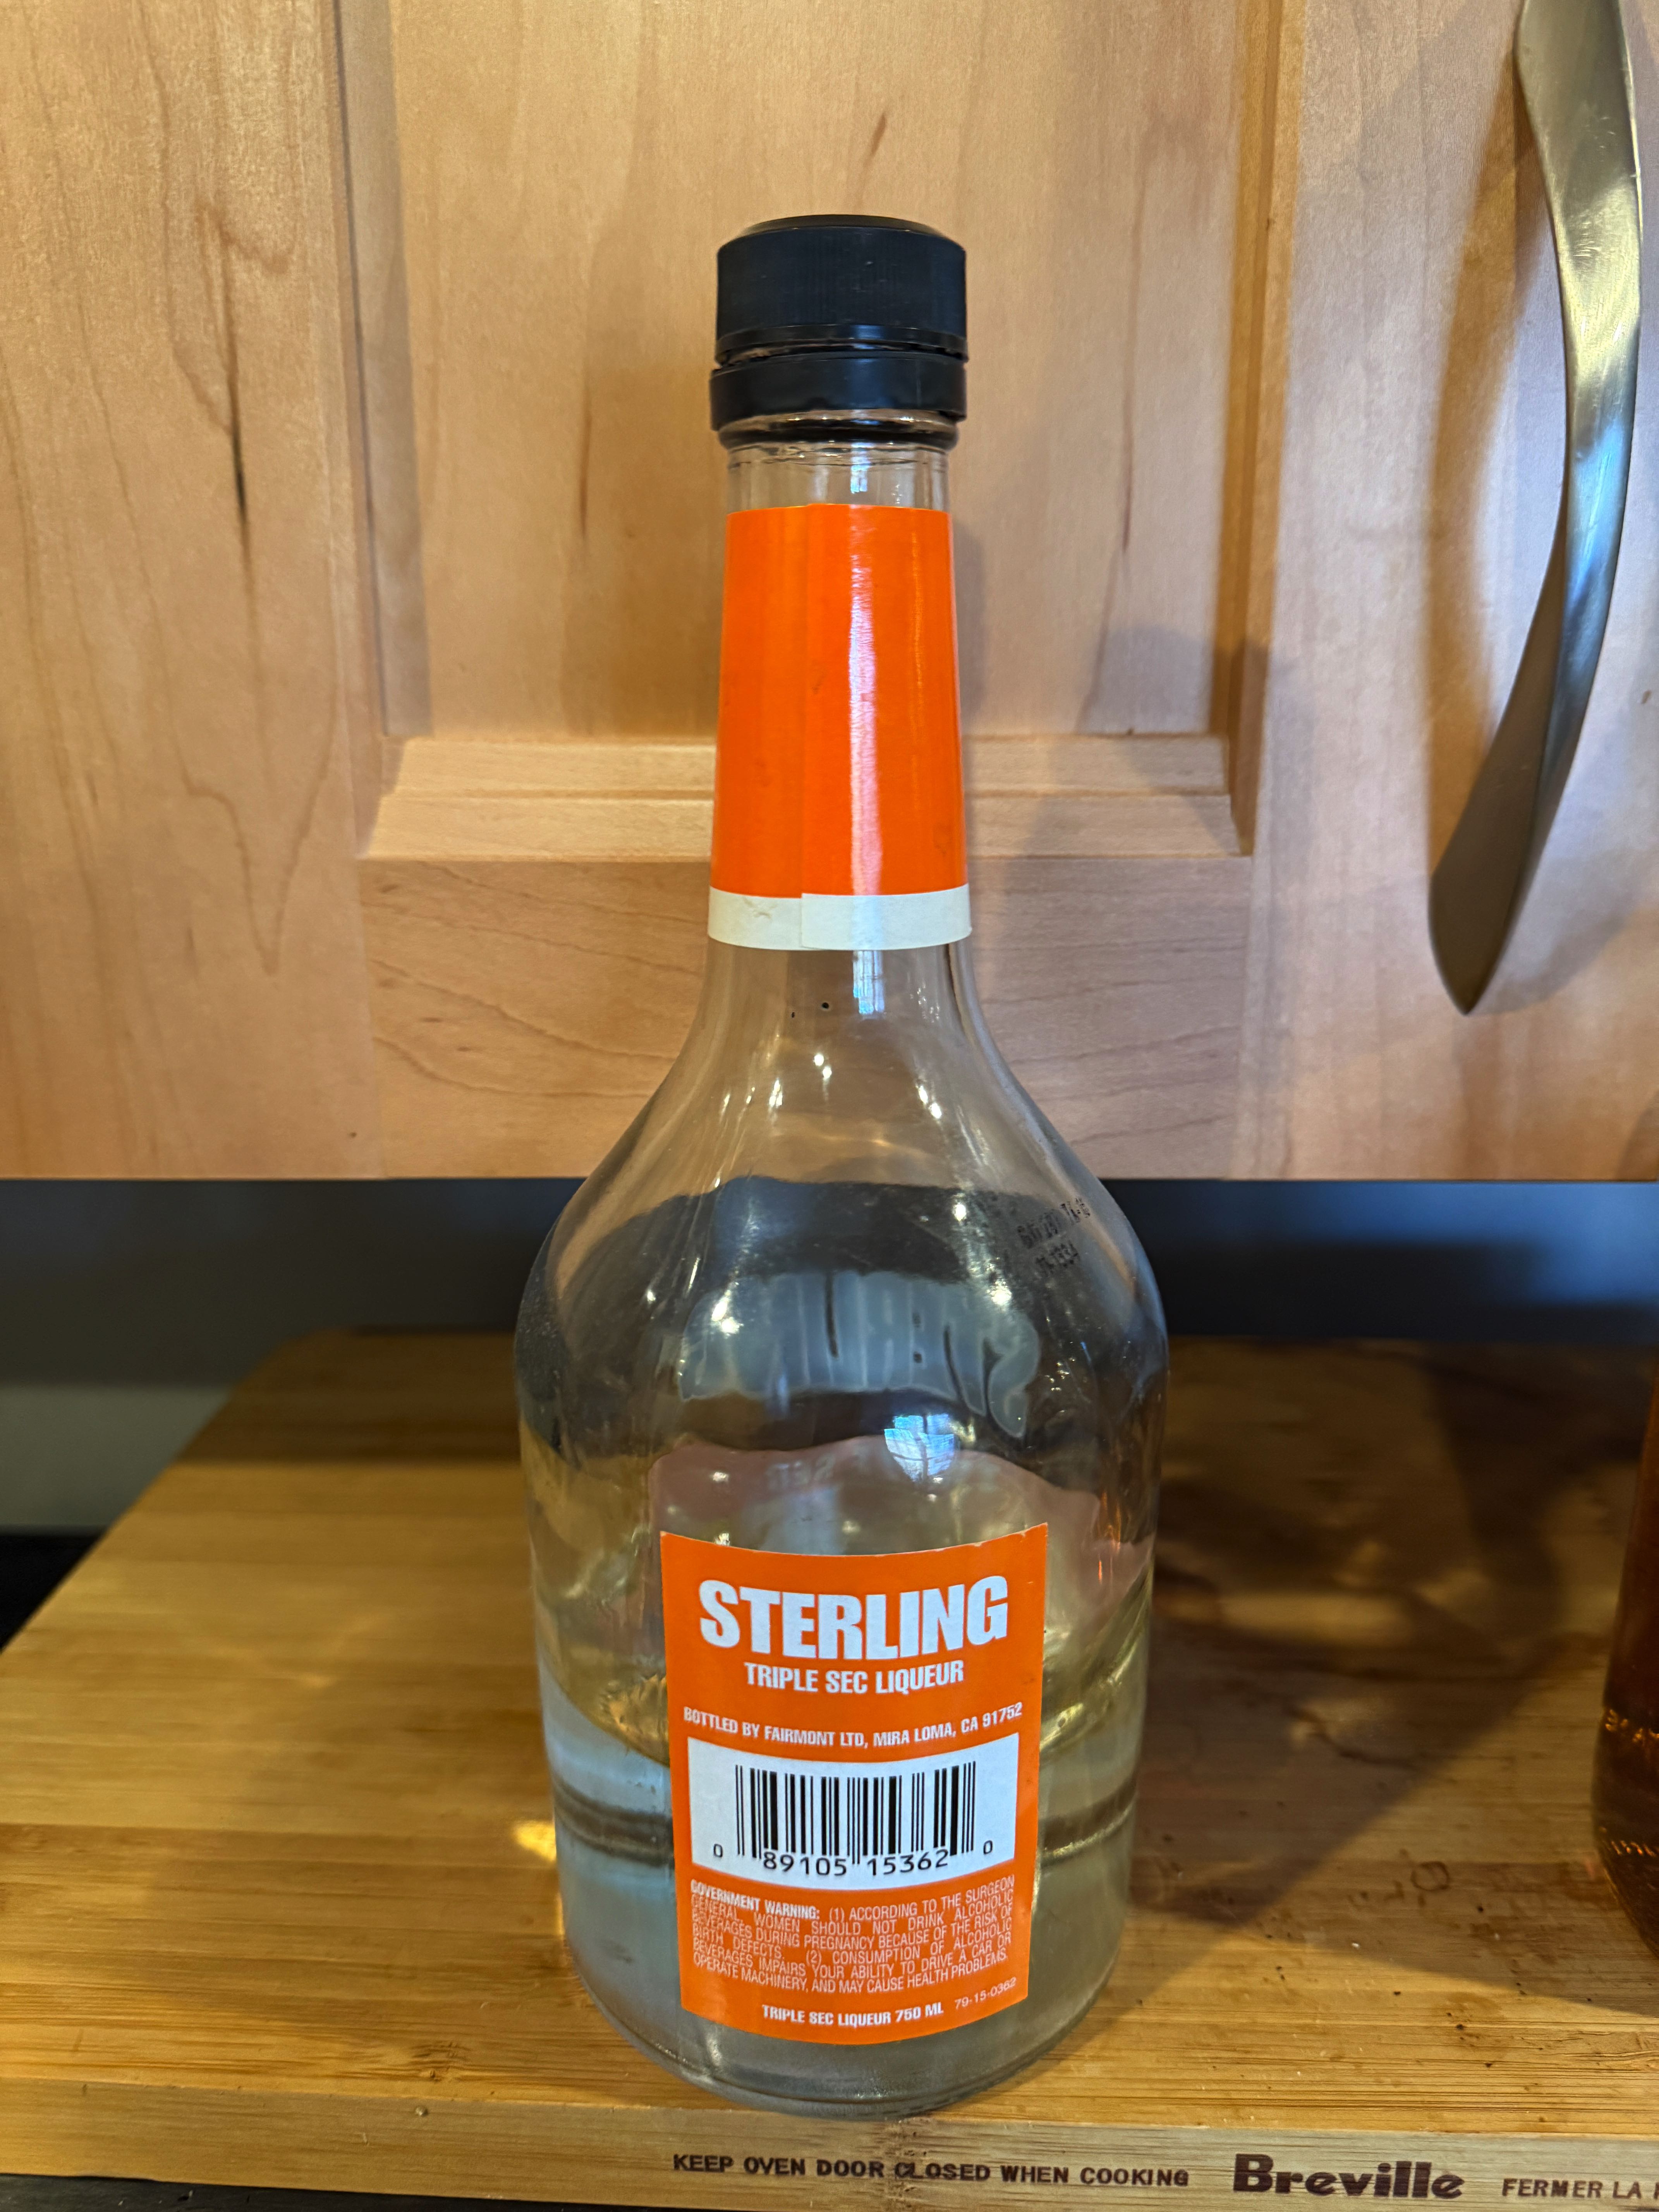 STERLING
TRIPLE SEC LIQUEUR
BOTTLED BY FAIRMONT LTD, MIRA LOMA, CA 91752
0 89105 15362 0
GOVERNMENT WARNING: (1) ACCORDING TO THE SURGEON
GENERAL, WOMEN SHOULD NOT DRINK ALCOHOLIC
BEVERAGES DURING PREGNANCY BECAUSE OF THE RISK OF
BIRTH DEFECTS. (2) CONSUMPTION OF ALCOHOLIC
BEVERAGES IMPAIRS YOUR ABILITY TO DRIVE A CAR OR
OPERATE MACHINERY, AND MAY CAUSE HEALTH PROBLEMS.
79-15-0362
TRIPLE SEC LIQUEUR 750 ML
KEEP OVEN DOOR CLOSED WHEN COOKING Breville FERMER LA